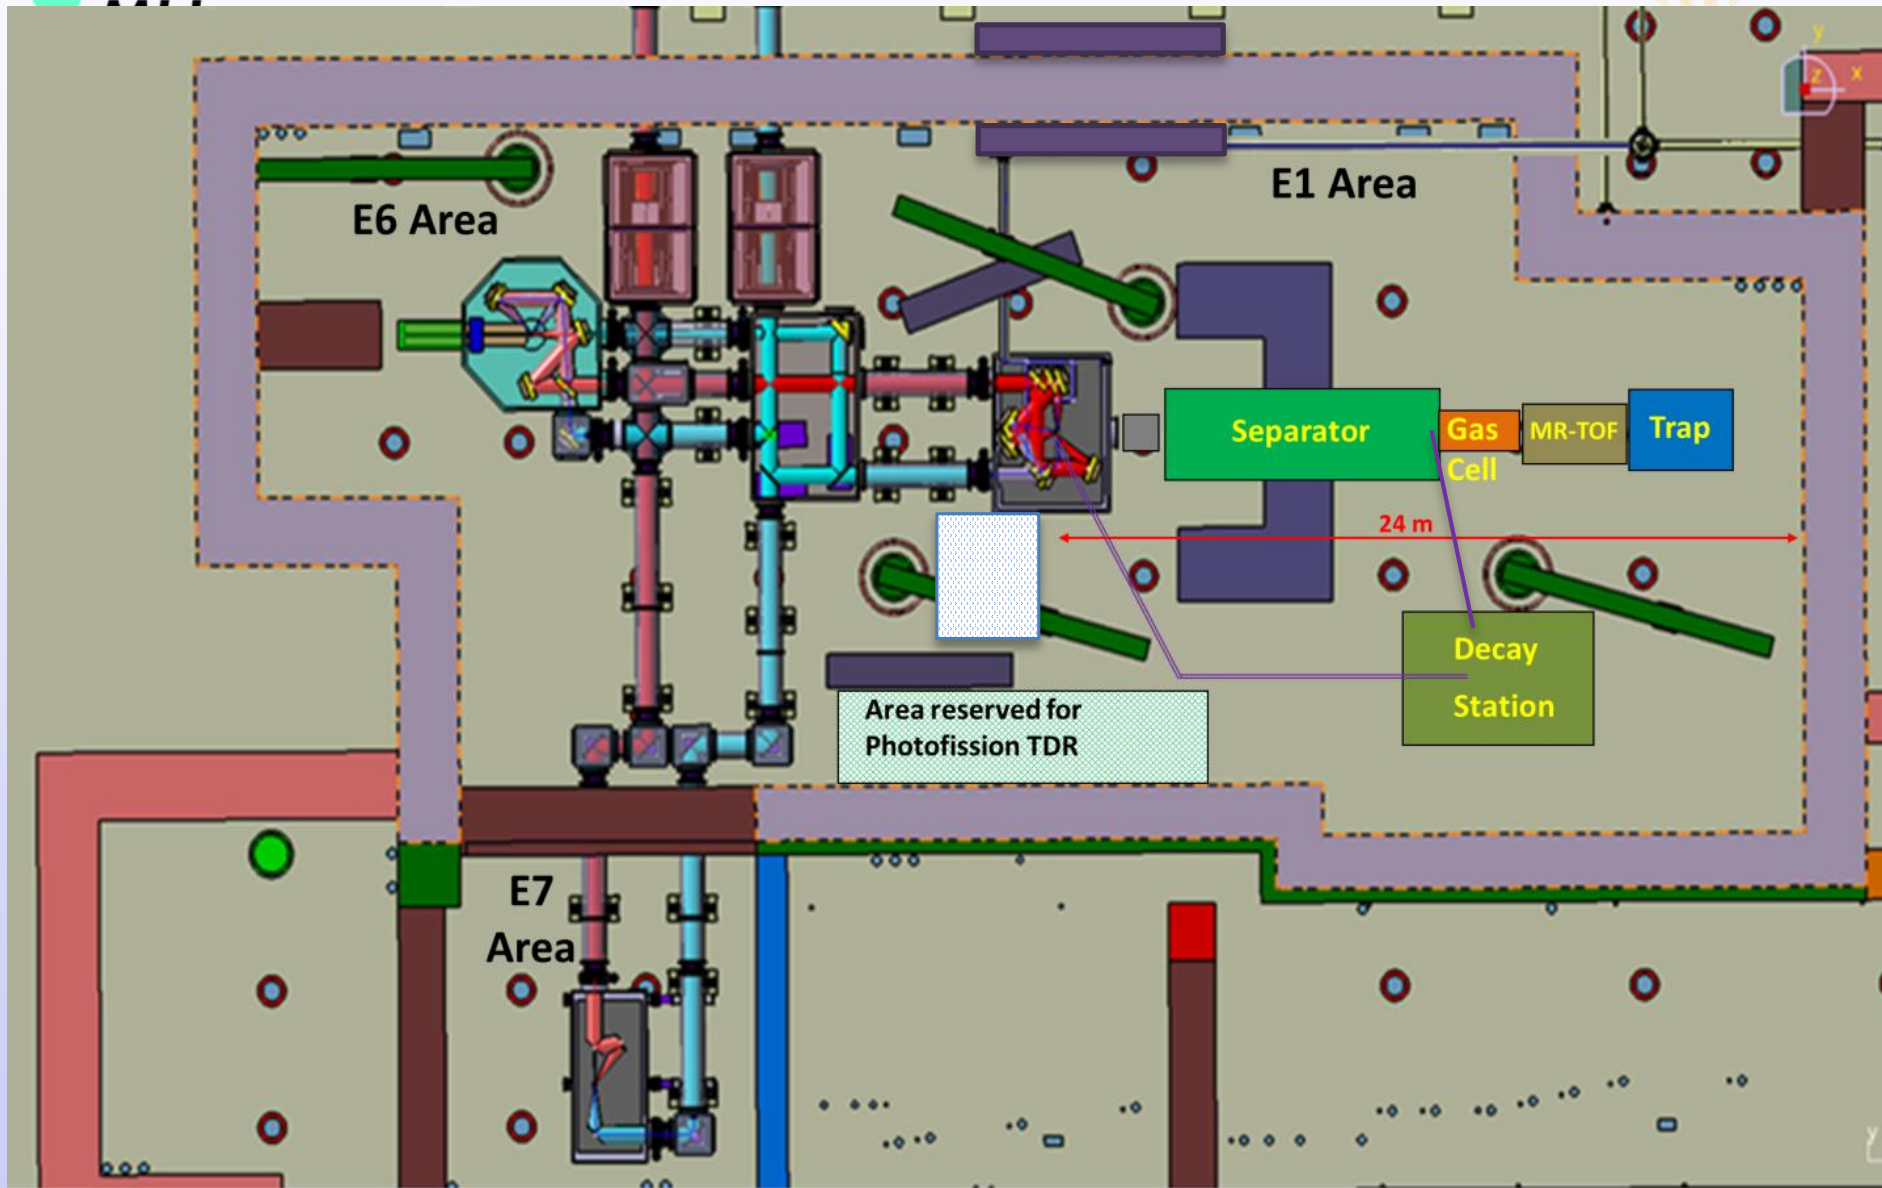 E6 Area
E1 Area
y
z
x
Separator
Gas
Cell
MR-TOF
Trap
24 m
Decay
Station
Area reserved for
Photofission TDR
E7
Area
y